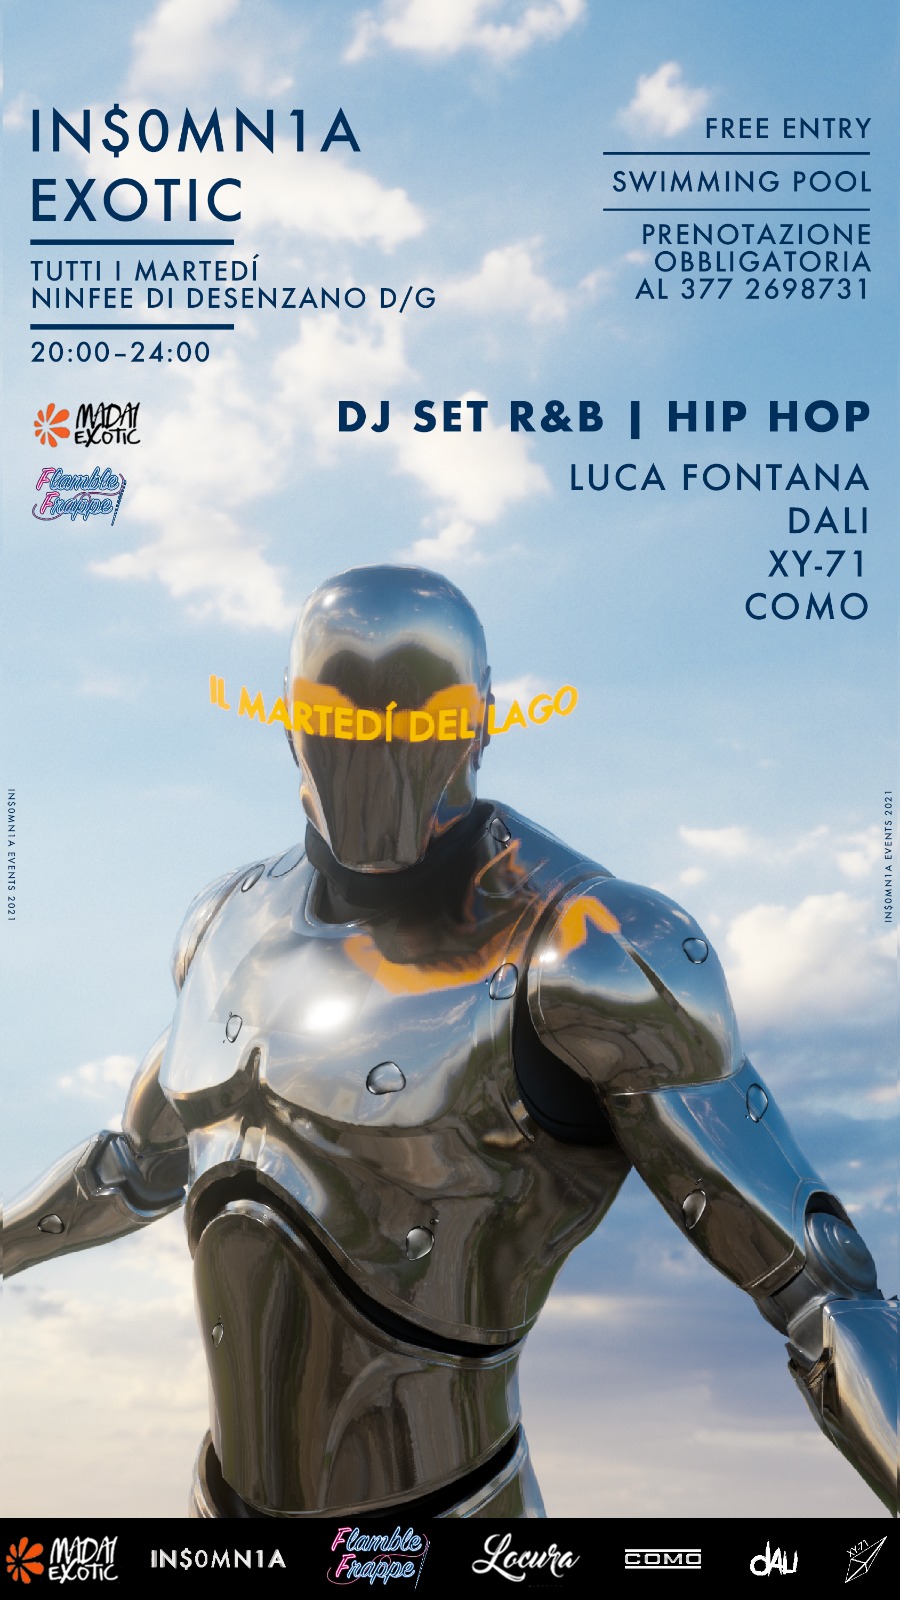 IN$0MN1A
EXOTIC
TUTTI I MARTEDÍ
NINFEE DI DESENZANO D/G
20:00–24:00
FREE ENTRY
SWIMMING POOL
PRENOTAZIONE
OBBLIGATORIA
AL 377 2698731
MADAI
EXOTIC
Flamble
Frappe
DJ SET R&B | HIP HOP
LUCA FONTANA
DALI
XY-71
COMO
IL MARTEDÍ DEL LAGO
IN$0MN1A EVENTS 2021
IN$0MN1A EVENTS 2021
MADAI
EXOTIC
IN$0MN1A
Flamble
Frappe
Locura
COMO
dALI
XY-71